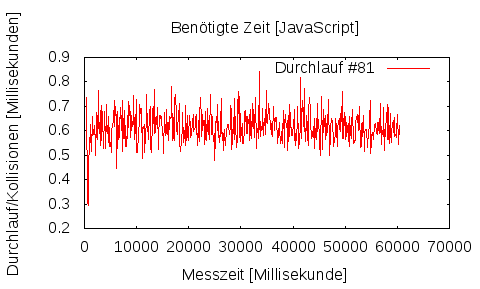 Benötigte Zeit [JavaScript]
Durchlauf/Kollisionen [Millisekunden]
Durchlauf #81
0.9
0.8
0.7
0.6
0.5
0.4
0.3
0.2
0 10000 20000 30000 40000 50000 60000 70000
Messzeit [Millisekunde]